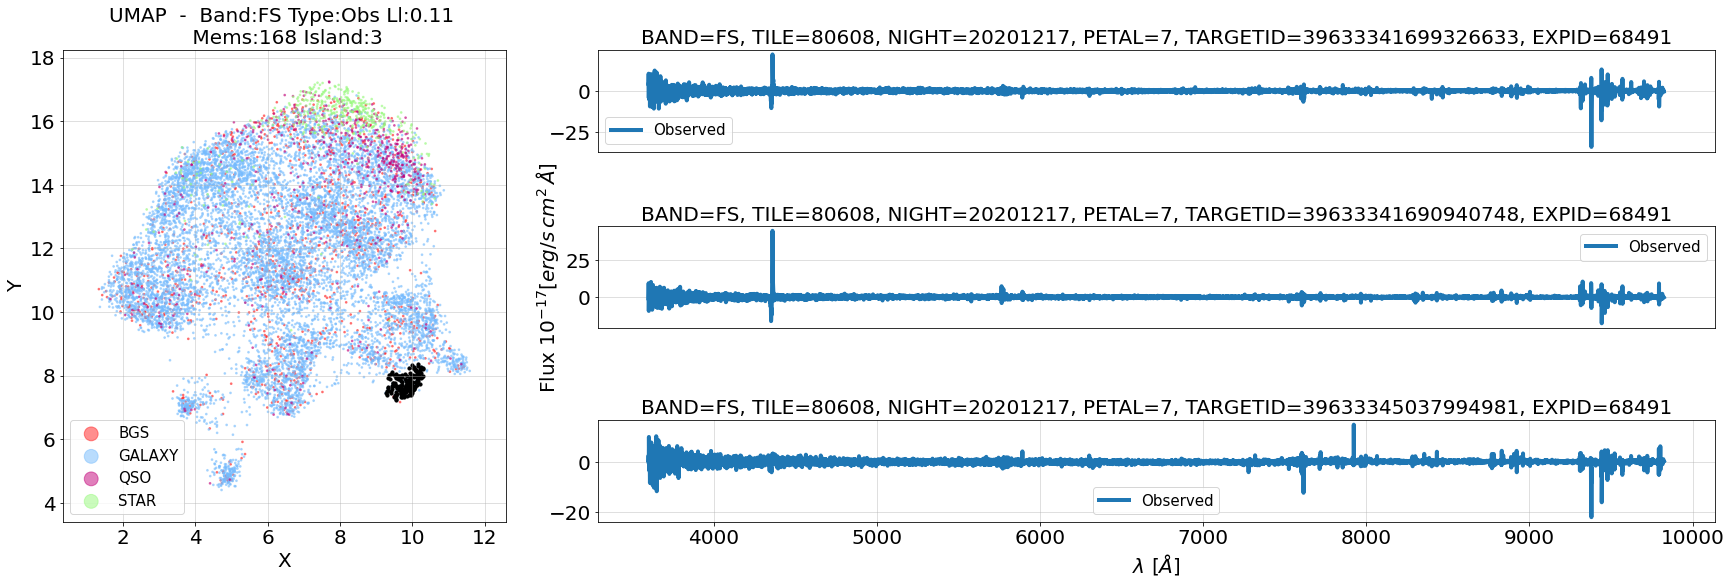 UMAP  -  Band:FS Type:Obs Ll:0.11
Mems:168 Island:3
18
16
14
12
10
8
6
4
Y
BGS
GALAXY
QSO
STAR
2 4 6 8 10 12
X
BAND=FS, TILE=80608, NIGHT=20201217, PETAL=7, TARGETID=39633341699326633, EXPID=68491
0
−25
Observed
BAND=FS, TILE=80608, NIGHT=20201217, PETAL=7, TARGETID=39633341690940748, EXPID=68491
25
0
Observed
Flux 10⁻¹⁷[erg/s cm² Å]
BAND=FS, TILE=80608, NIGHT=20201217, PETAL=7, TARGETID=39633345037994981, EXPID=68491
0
−20
Observed
4000 5000 6000 7000 8000 9000 10000
λ [Å]